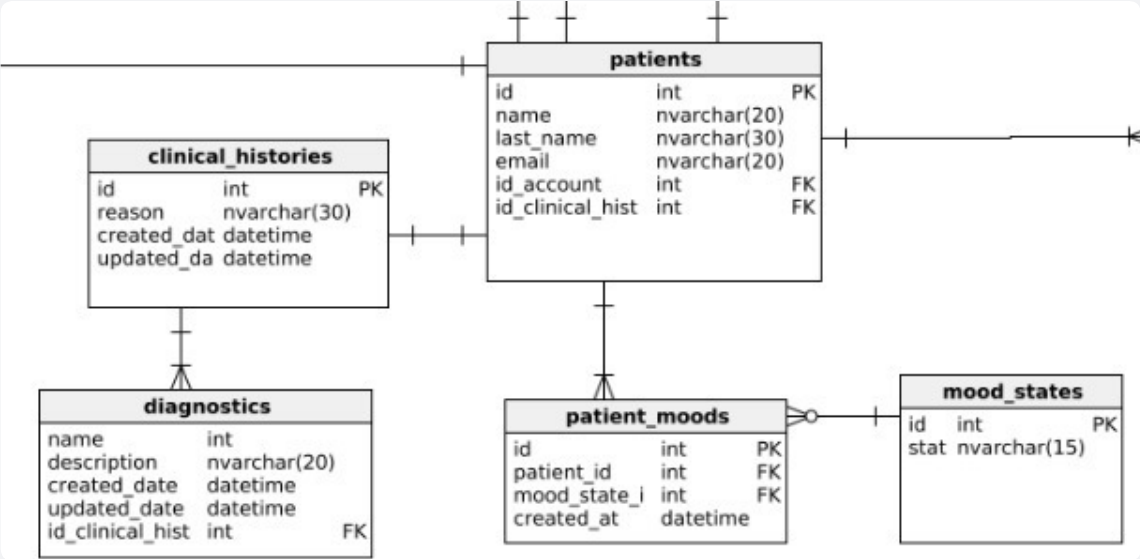 patients
id int PK
name nvarchar(20)
last_name nvarchar(30)
email nvarchar(20)
id_account int FK
id_clinical_hist int FK
clinical_histories
id int PK
reason nvarchar(30)
created_dat datetime
updated_da datetime
diagnostics
name int
description nvarchar(20)
created_date datetime
updated_date datetime
id_clinical_hist int FK
patient_moods
id int PK
patient_id int FK
mood_state_i int FK
created_at datetime
mood_states
id int PK
stat nvarchar(15)